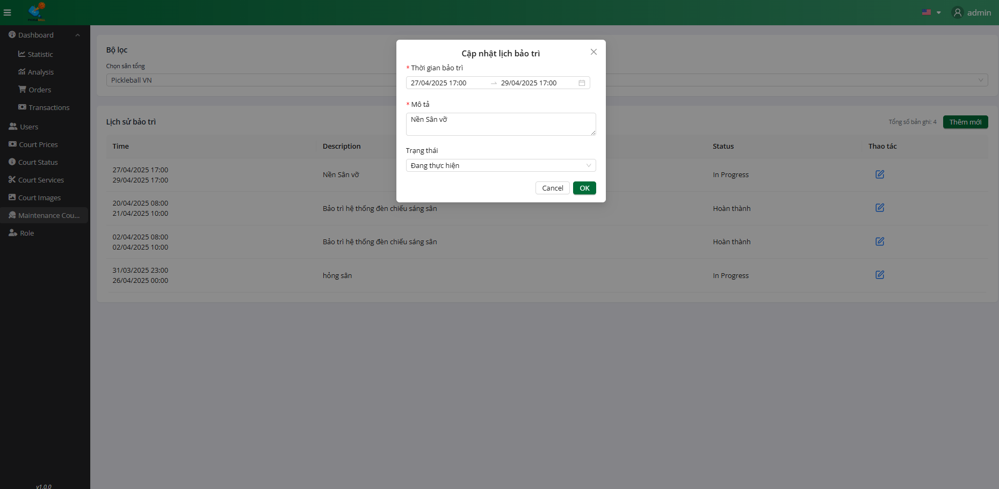 admin
Dashboard
Statistic
Analysis
Orders
Transactions
Users
Court Prices
Court Status
Court Services
Court Images
Maintenance Cou...
Role
v1.0.0
Bộ lọc
Chọn sân tổng
Pickleball VN
Lịch sử bảo trì
Tổng số bản ghi: 4
Thêm mới
Time Description Status Thao tác
27/04/2025 17:00
29/04/2025 17:00
Nền Sân vỡ
In Progress
20/04/2025 08:00
21/04/2025 10:00
Bảo trì hệ thống đèn chiếu sáng sân
Hoàn thành
02/04/2025 08:00
02/04/2025 10:00
Bảo trì hệ thống đèn chiếu sáng sân
Hoàn thành
31/03/2025 23:00
26/04/2025 00:00
hỏng sân
In Progress
Cập nhật lịch bảo trì
* Thời gian bảo trì
27/04/2025 17:00 → 29/04/2025 17:00
* Mô tả
Nền Sân vỡ
Trạng thái
Đang thực hiện
Cancel OK